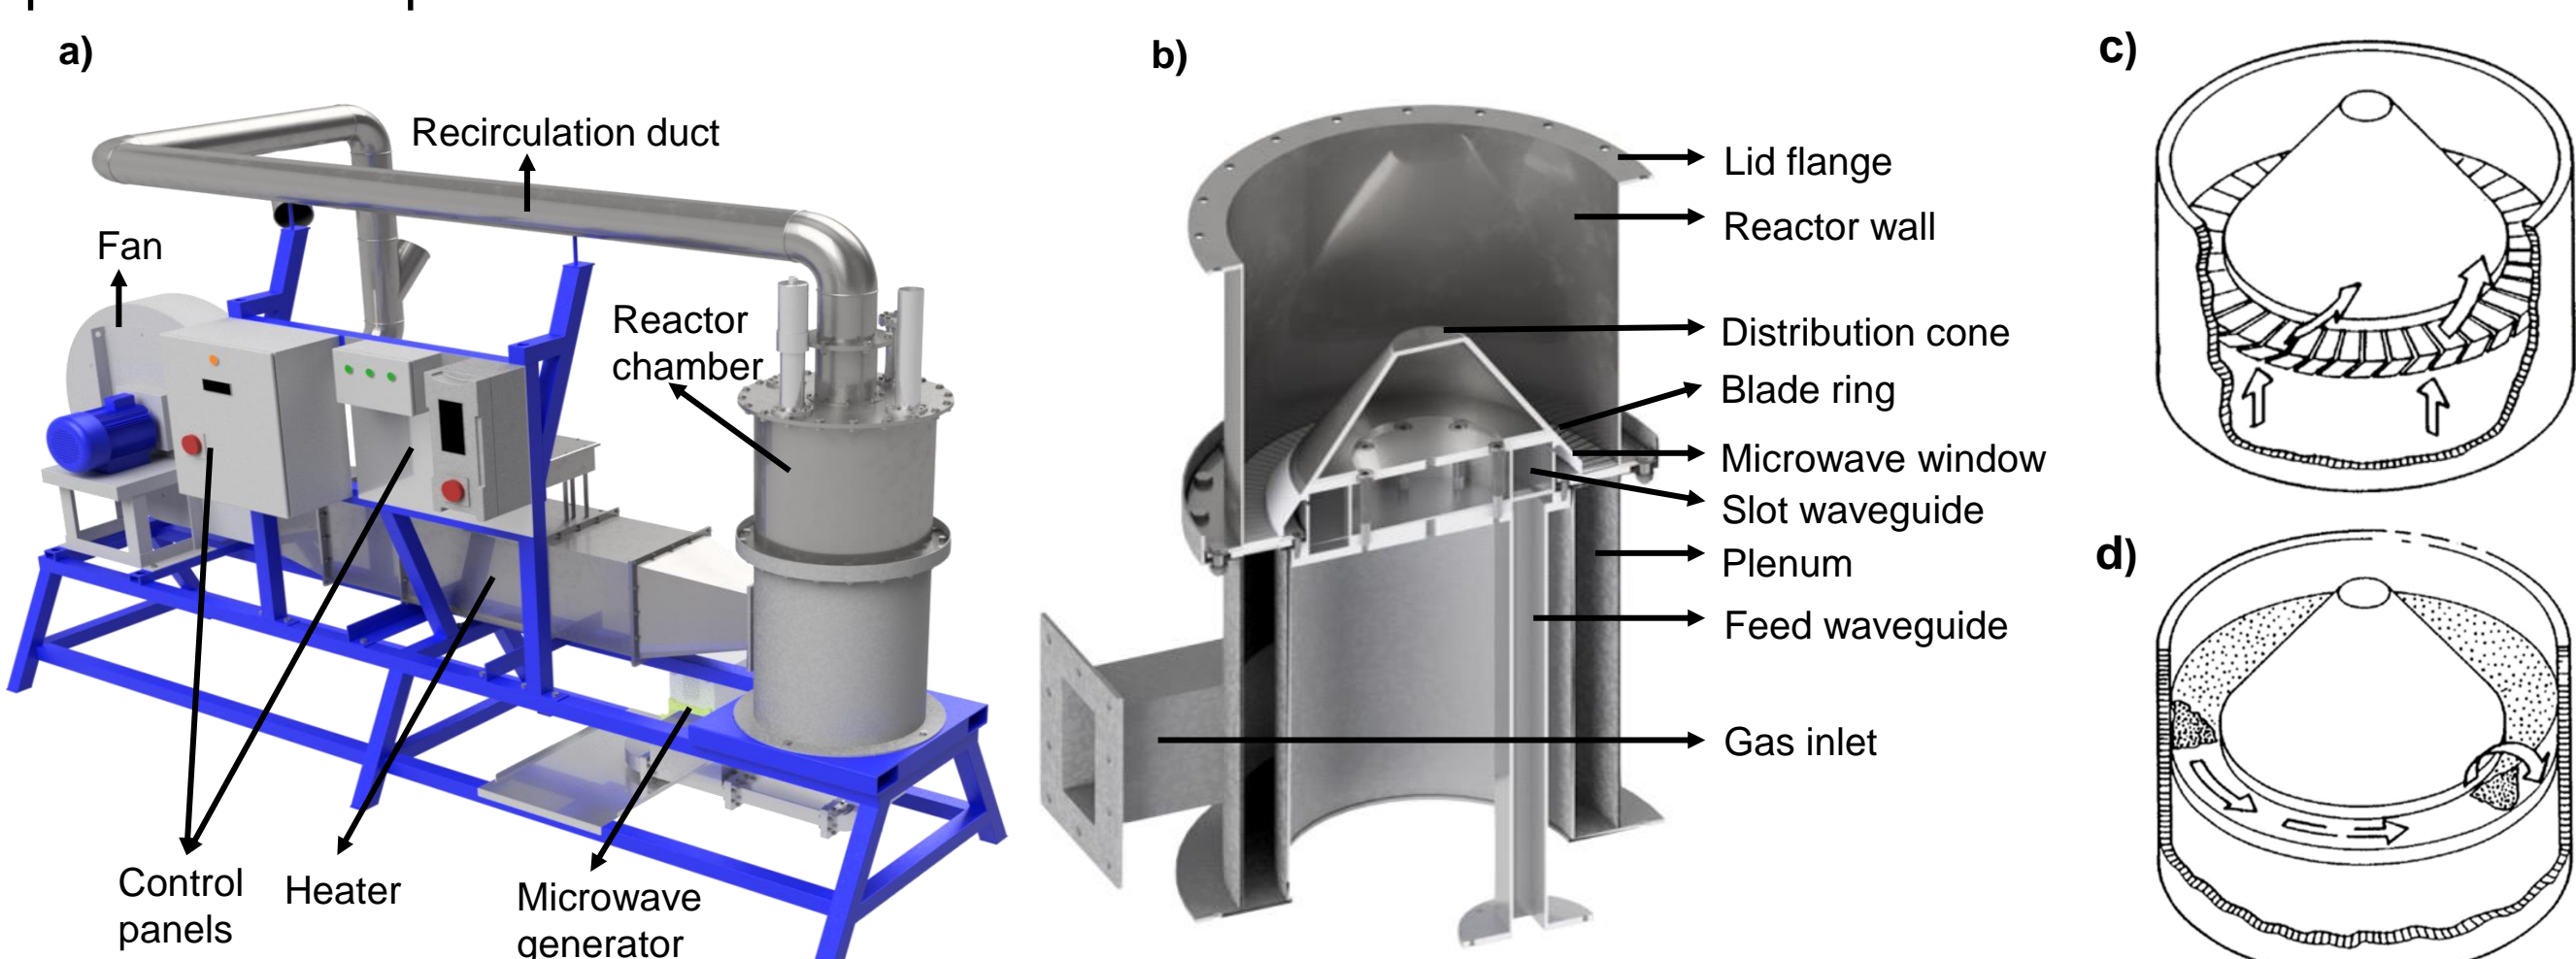 a)
Recirculation duct
Fan
Reactor
chamber
Control
panels
Heater
Microwave
generator
b)
Lid flange
Reactor wall
Distribution cone
Blade ring
Microwave window
Slot waveguide
Plenum
Feed waveguide
Gas inlet
c)
d)